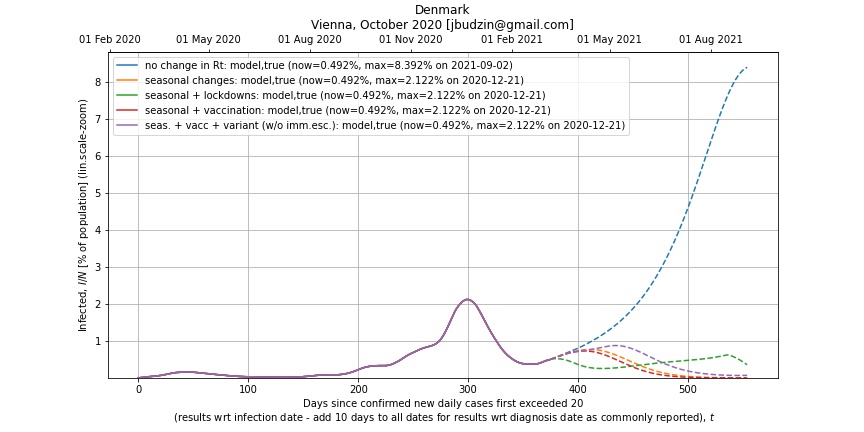 Denmark
Vienna, October 2020 [jbudzin@gmail.com]
01 Feb 2020 01 May 2020 01 Aug 2020 01 Nov 2020 01 Feb 2021 01 May 2021 01 Aug 2021
no change in Rt: model,true (now=0.492%, max=8.392% on 2021-09-02)
seasonal changes: model,true (now=0.492%, max=2.122% on 2020-12-21)
seasonal + lockdowns: model,true (now=0.492%, max=2.122% on 2020-12-21)
seasonal + vaccination: model,true (now=0.492%, max=2.122% on 2020-12-21)
seas. + vacc + variant (w/o imm.esc.): model,true (now=0.492%, max=2.122% on 2020-12-21)
Infected, I/N [% of population] (lin.scale-zoom)
8
7
6
5
4
3
2
1
0 100 200 300 400 500
Days since confirmed new daily cases first exceeded 20
(results wrt infection date - add 10 days to all dates for results wrt diagnosis date as commonly reported), t